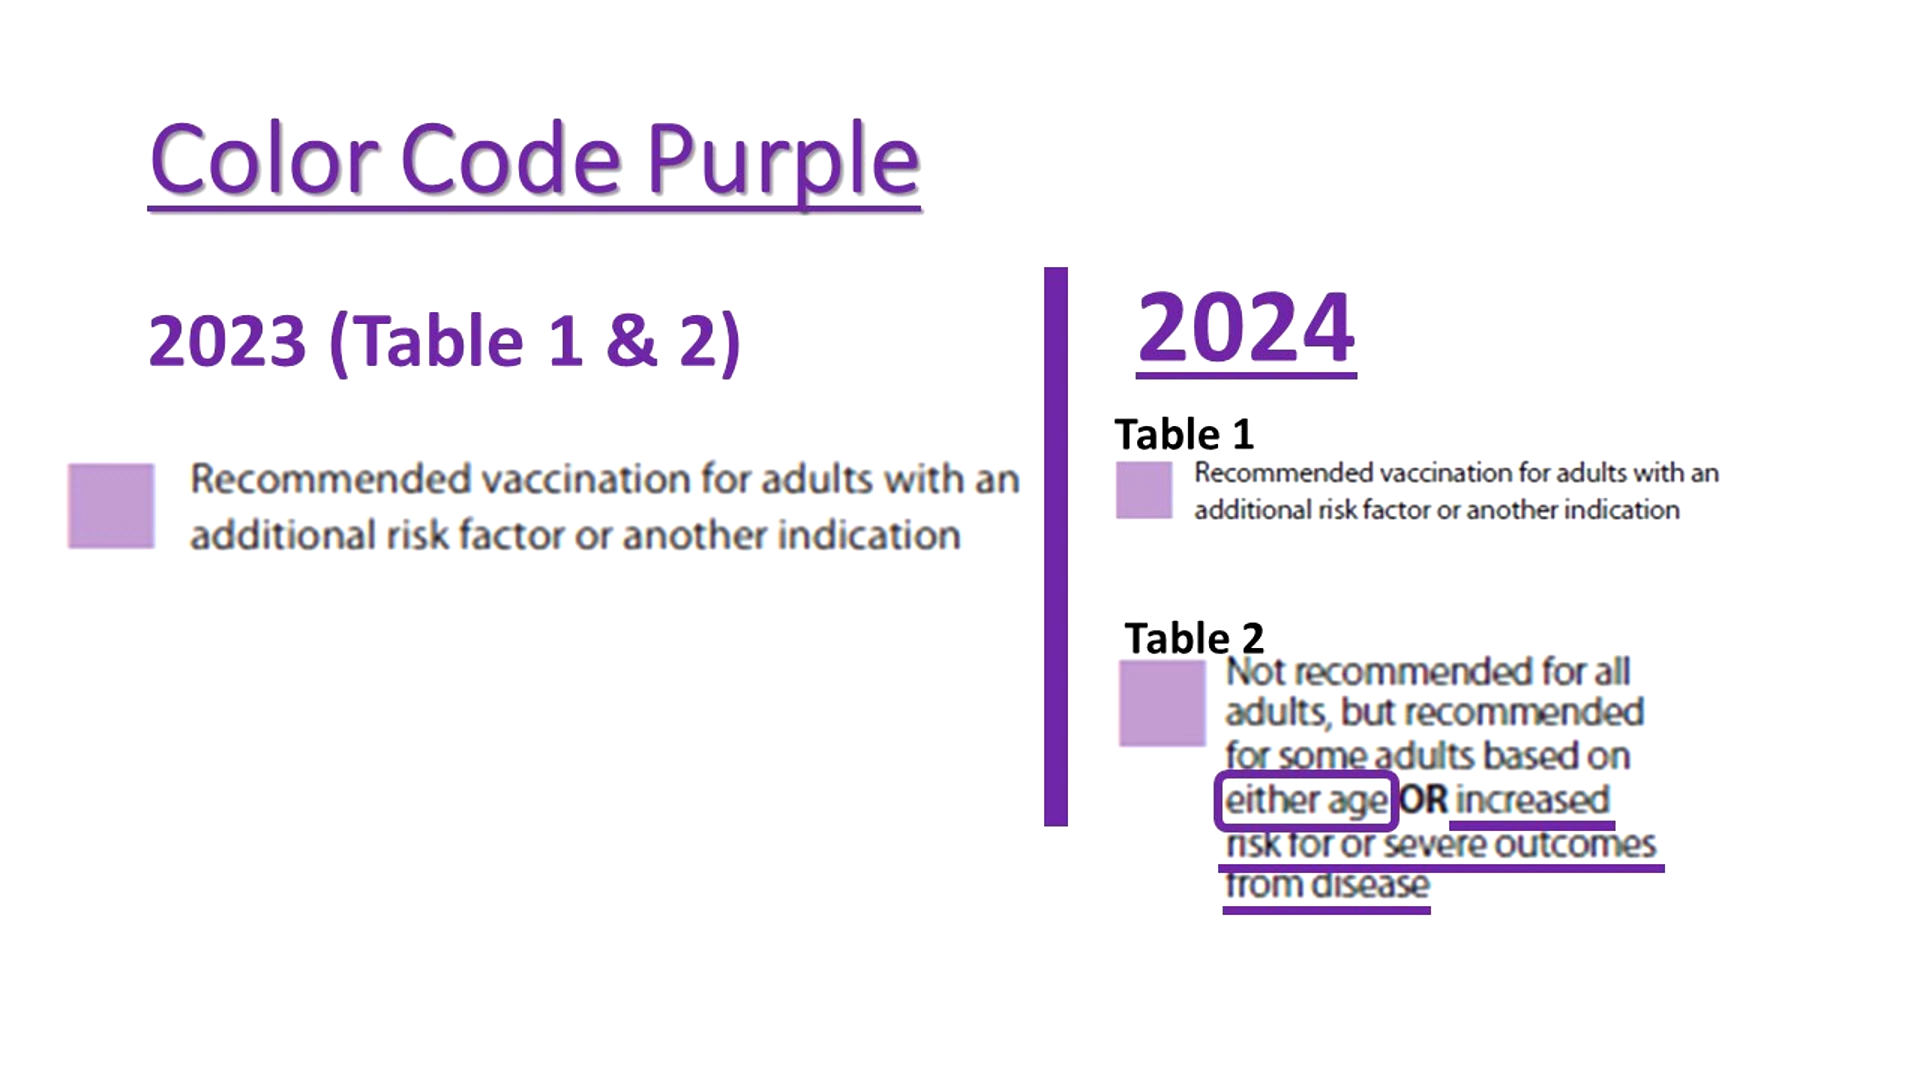 Color Code Purple
2023 (Table 1 & 2)
Recommended vaccination for adults with an
additional risk factor or another indication
2024
Table 1
Recommended vaccination for adults with an
additional risk factor or another indication
Table 2
Not recommended for all
adults, but recommended
for some adults based on
either age OR increased
risk for or severe outcomes
from disease